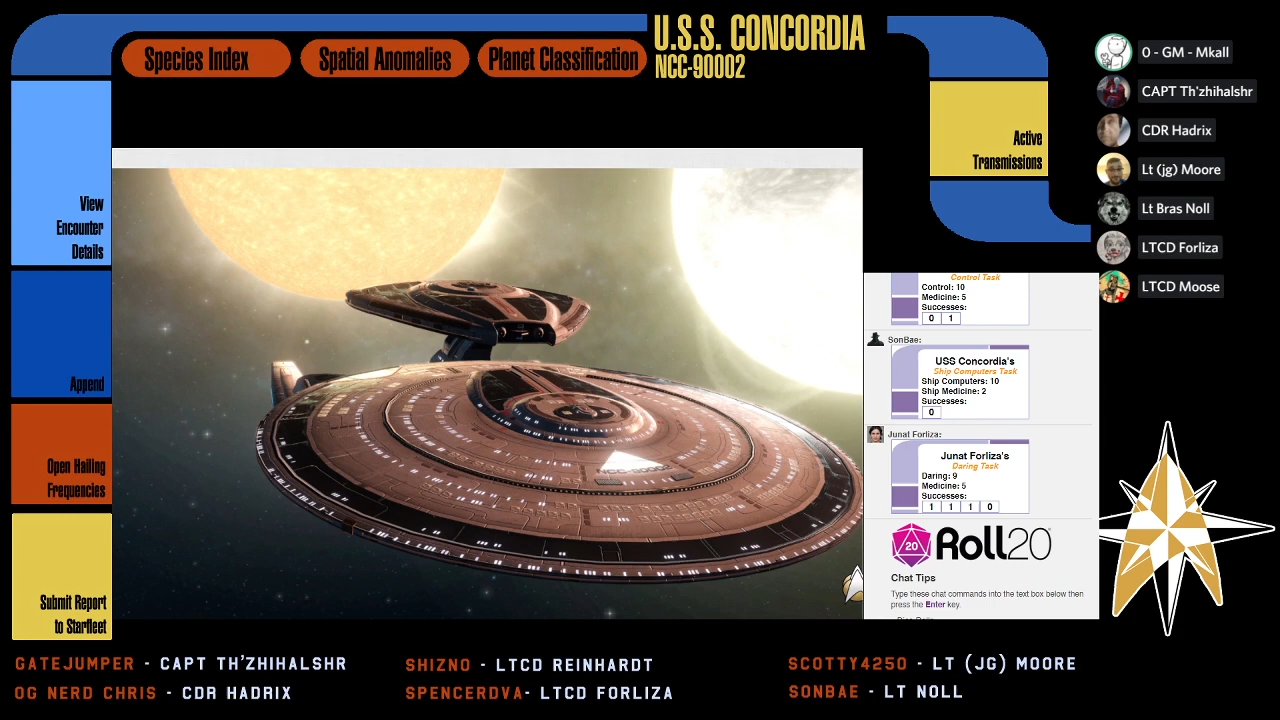 Species Index
Spatial Anomalies
Planet Classification
U.S.S. CONCORDIA
NCC-90002
View
Encounter
Details
Append
Open Hailing
Frequencies
Submit Report
to Starfleet
Active
Transmissions
0 - GM - Mkall
CAPT Th'zhihalshr
CDR Hadrix
Lt (jg) Moore
Lt Bras Noll
LTCD Forliza
LTCD Moose
NCC-90002
Control Task
Control: 10
Medicine: 5
Successes:
0 1
SonBae:
USS Concordia's
Ship Computers Task
Ship Computers: 10
Ship Medicine: 2
Successes:
0
Junat Forliza:
Junat Forliza's
Daring Task
Daring: 9
Medicine: 5
Successes:
1 1 1 0
20 Roll20
Chat Tips
Type these chat commands into the text box below then
press the Enter key.
GATEJUMPER - CAPT TH'ZHIHALSHR
OG NERD CHRIS - CDR HADRIX
SHIZNO - LTCD REINHARDT
SPENCERDVA- LTCD FORLIZA
SCOTTY4250 - LT (JG) MOORE
SONBAE - LT NOLL